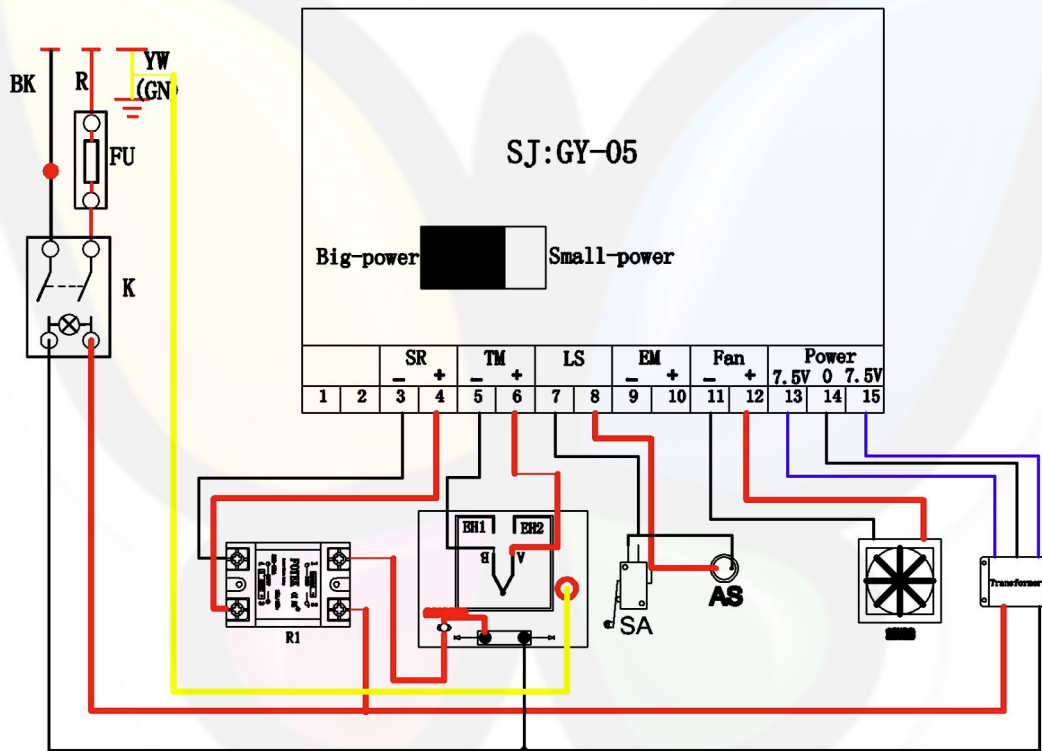 YW
BK
R
(GN)
FU
SJ:GY-05
Big-power
Small-power
K
SR
TM
LS
EM
Fan
Power
− + − + − + − + 7.5V 0 7.5V
1 2 3 4 5 6 7 8 9 10 11 12 13 14 15
EH1
EH2
B
A
Transformer
AS
SA
R1